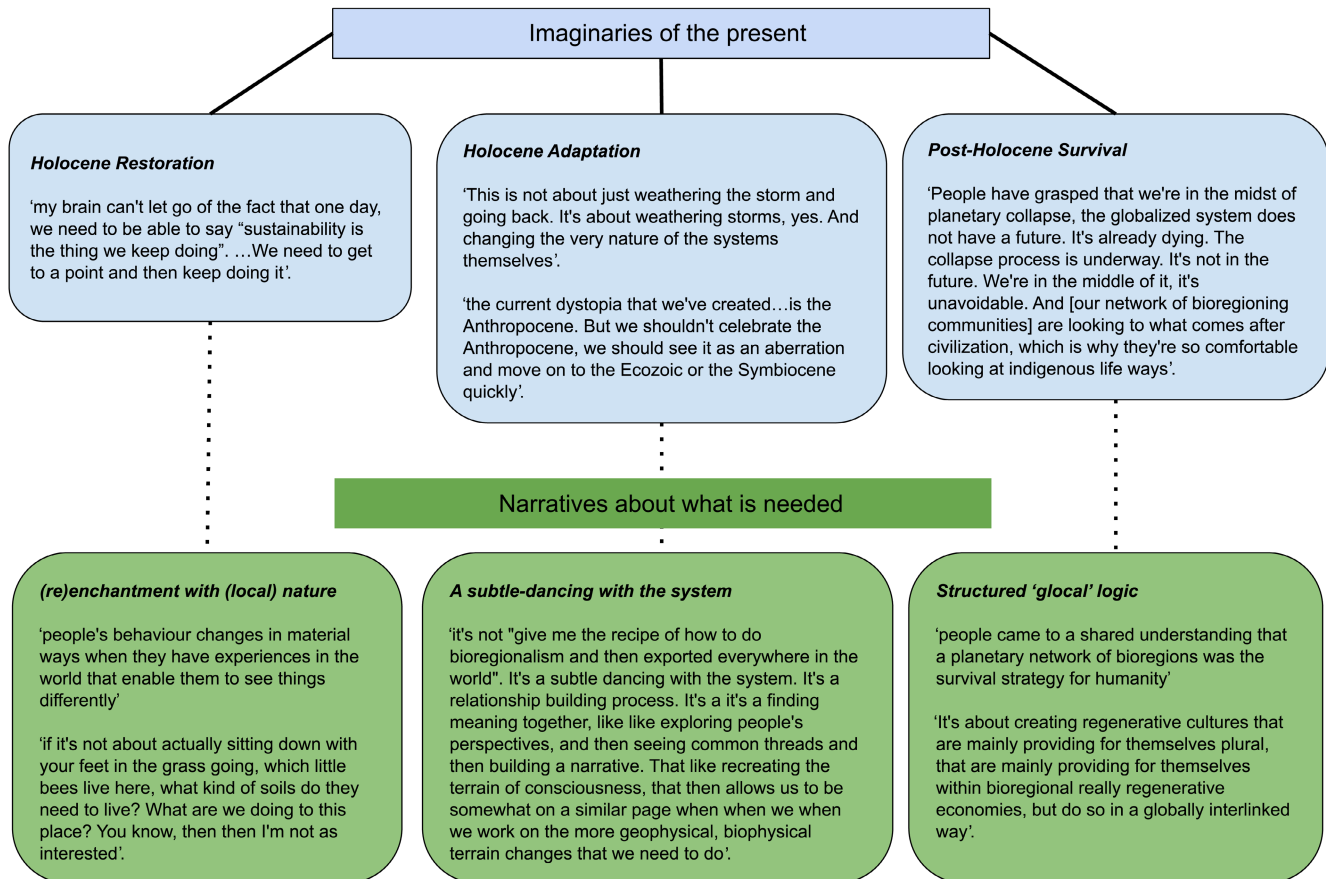 Imaginaries of the present
Holocene Restoration
‘my brain can't let go of the fact that one day,
we need to be able to say “sustainability is
the thing we keep doing”. …We need to get
to a point and then keep doing it’.
Holocene Adaptation
‘This is not about just weathering the storm and
going back. It's about weathering storms, yes. And
changing the very nature of the systems
themselves’.
‘the current dystopia that we've created…is the
Anthropocene. But we shouldn't celebrate the
Anthropocene, we should see it as an aberration
and move on to the Ecozoic or the Symbiocene
quickly’.
Post-Holocene Survival
‘People have grasped that we're in the midst of
planetary collapse, the globalized system does
not have a future. It's already dying. The
collapse process is underway. It's not in the
future. We're in the middle of it, it's
unavoidable. And [our network of bioregioning
communities] are looking to what comes after
civilization, which is why they're so comfortable
looking at indigenous life ways’.
Narratives about what is needed
(re)enchantment with (local) nature
‘people's behaviour changes in material
ways when they have experiences in the
world that enable them to see things
differently’
‘if it's not about actually sitting down with
your feet in the grass going, which little
bees live here, what kind of soils do they
need to live? What are we doing to this
place? You know, then then I'm not as
interested’.
A subtle-dancing with the system
‘it's not "give me the recipe of how to do
bioregionalism and then exported everywhere in the
world". It's a subtle dancing with the system. It's a
relationship building process. It's a it's a finding
meaning together, like like exploring people's
perspectives, and then seeing common threads and
then building a narrative. That like recreating the
terrain of consciousness, that then allows us to be
somewhat on a similar page when when we when
we work on the more geophysical, biophysical
terrain changes that we need to do’.
Structured ‘glocal’ logic
‘people came to a shared understanding that
a planetary network of bioregions was the
survival strategy for humanity’
‘It's about creating regenerative cultures that
are mainly providing for themselves plural,
that are mainly providing for themselves
within bioregional really regenerative
economies, but do so in a globally interlinked
way’.